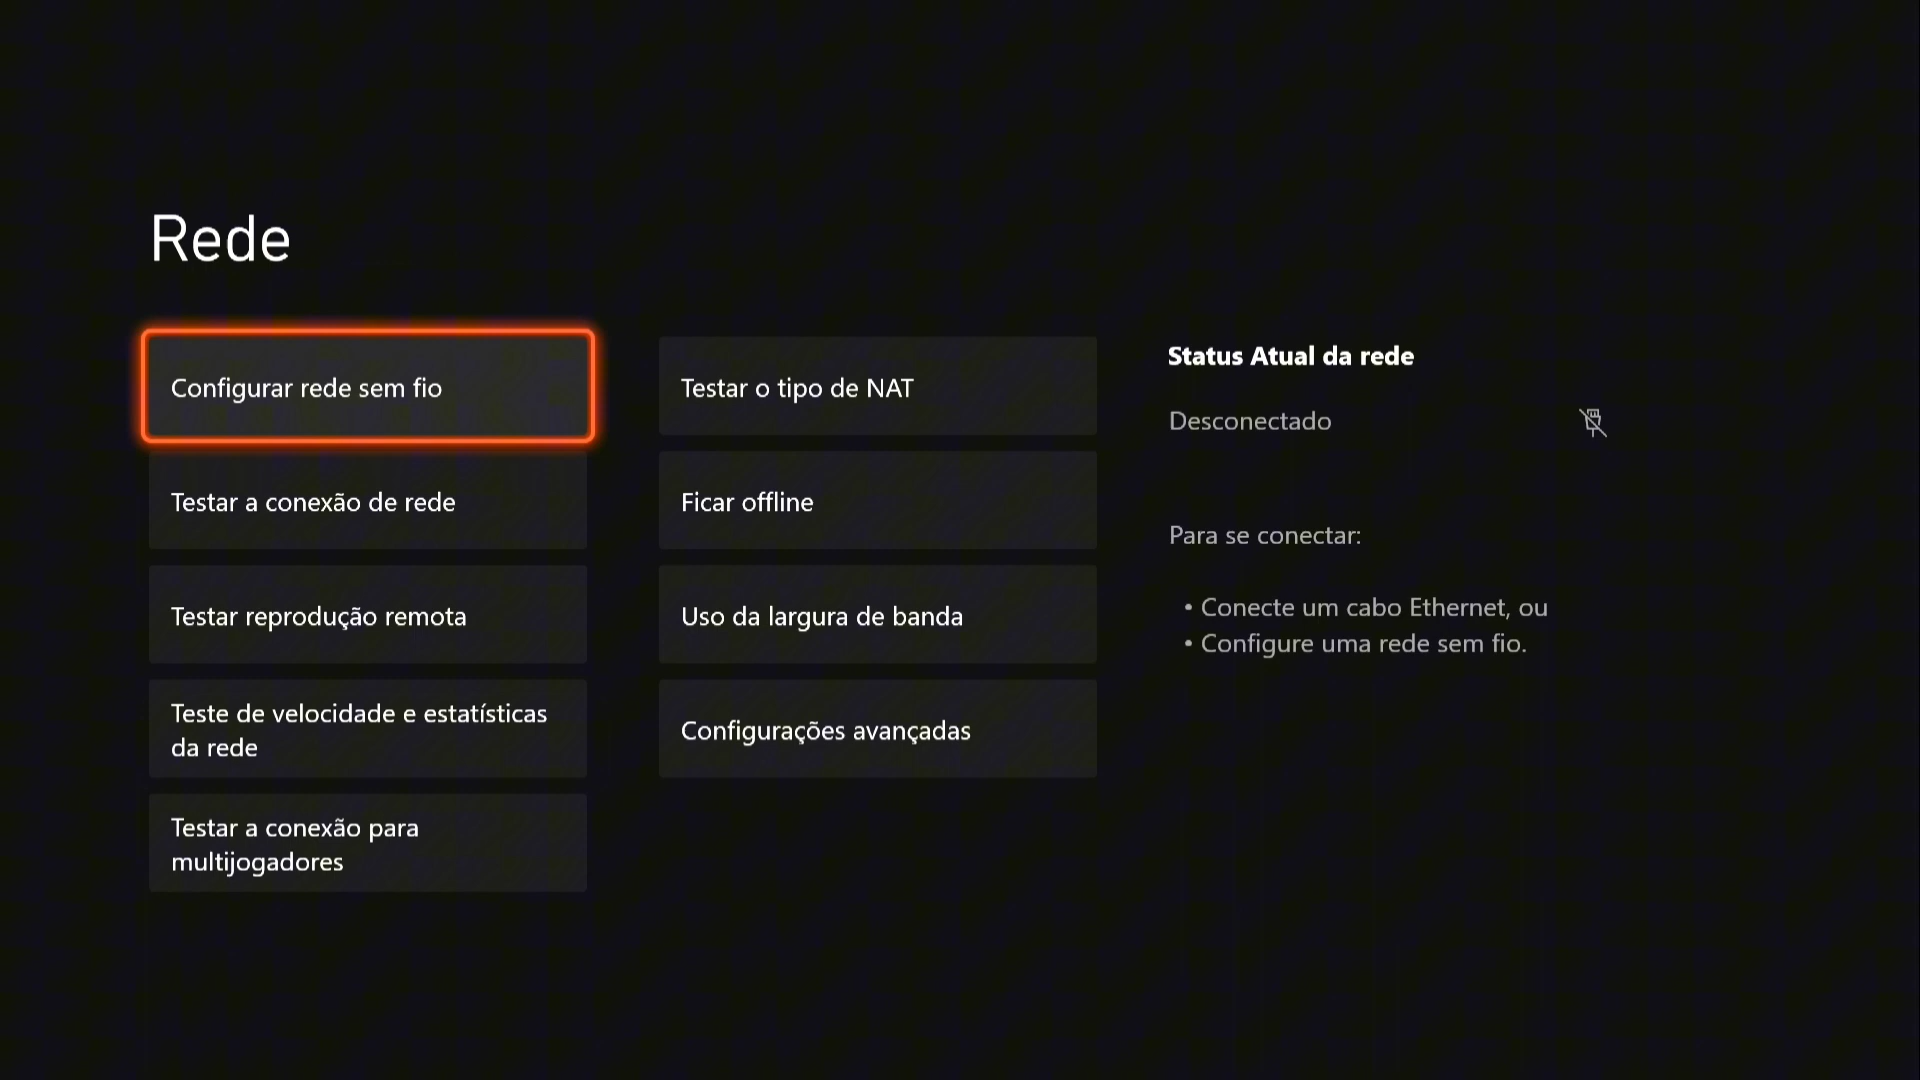 Rede
Configurar rede sem fio
Testar a conexão de rede
Testar reprodução remota
Teste de velocidade e estatísticas
da rede
Testar a conexão para
multijogadores
Testar o tipo de NAT
Ficar offline
Uso da largura de banda
Configurações avançadas
Status Atual da rede
Desconectado
Para se conectar:
• Conecte um cabo Ethernet, ou
• Configure uma rede sem fio.